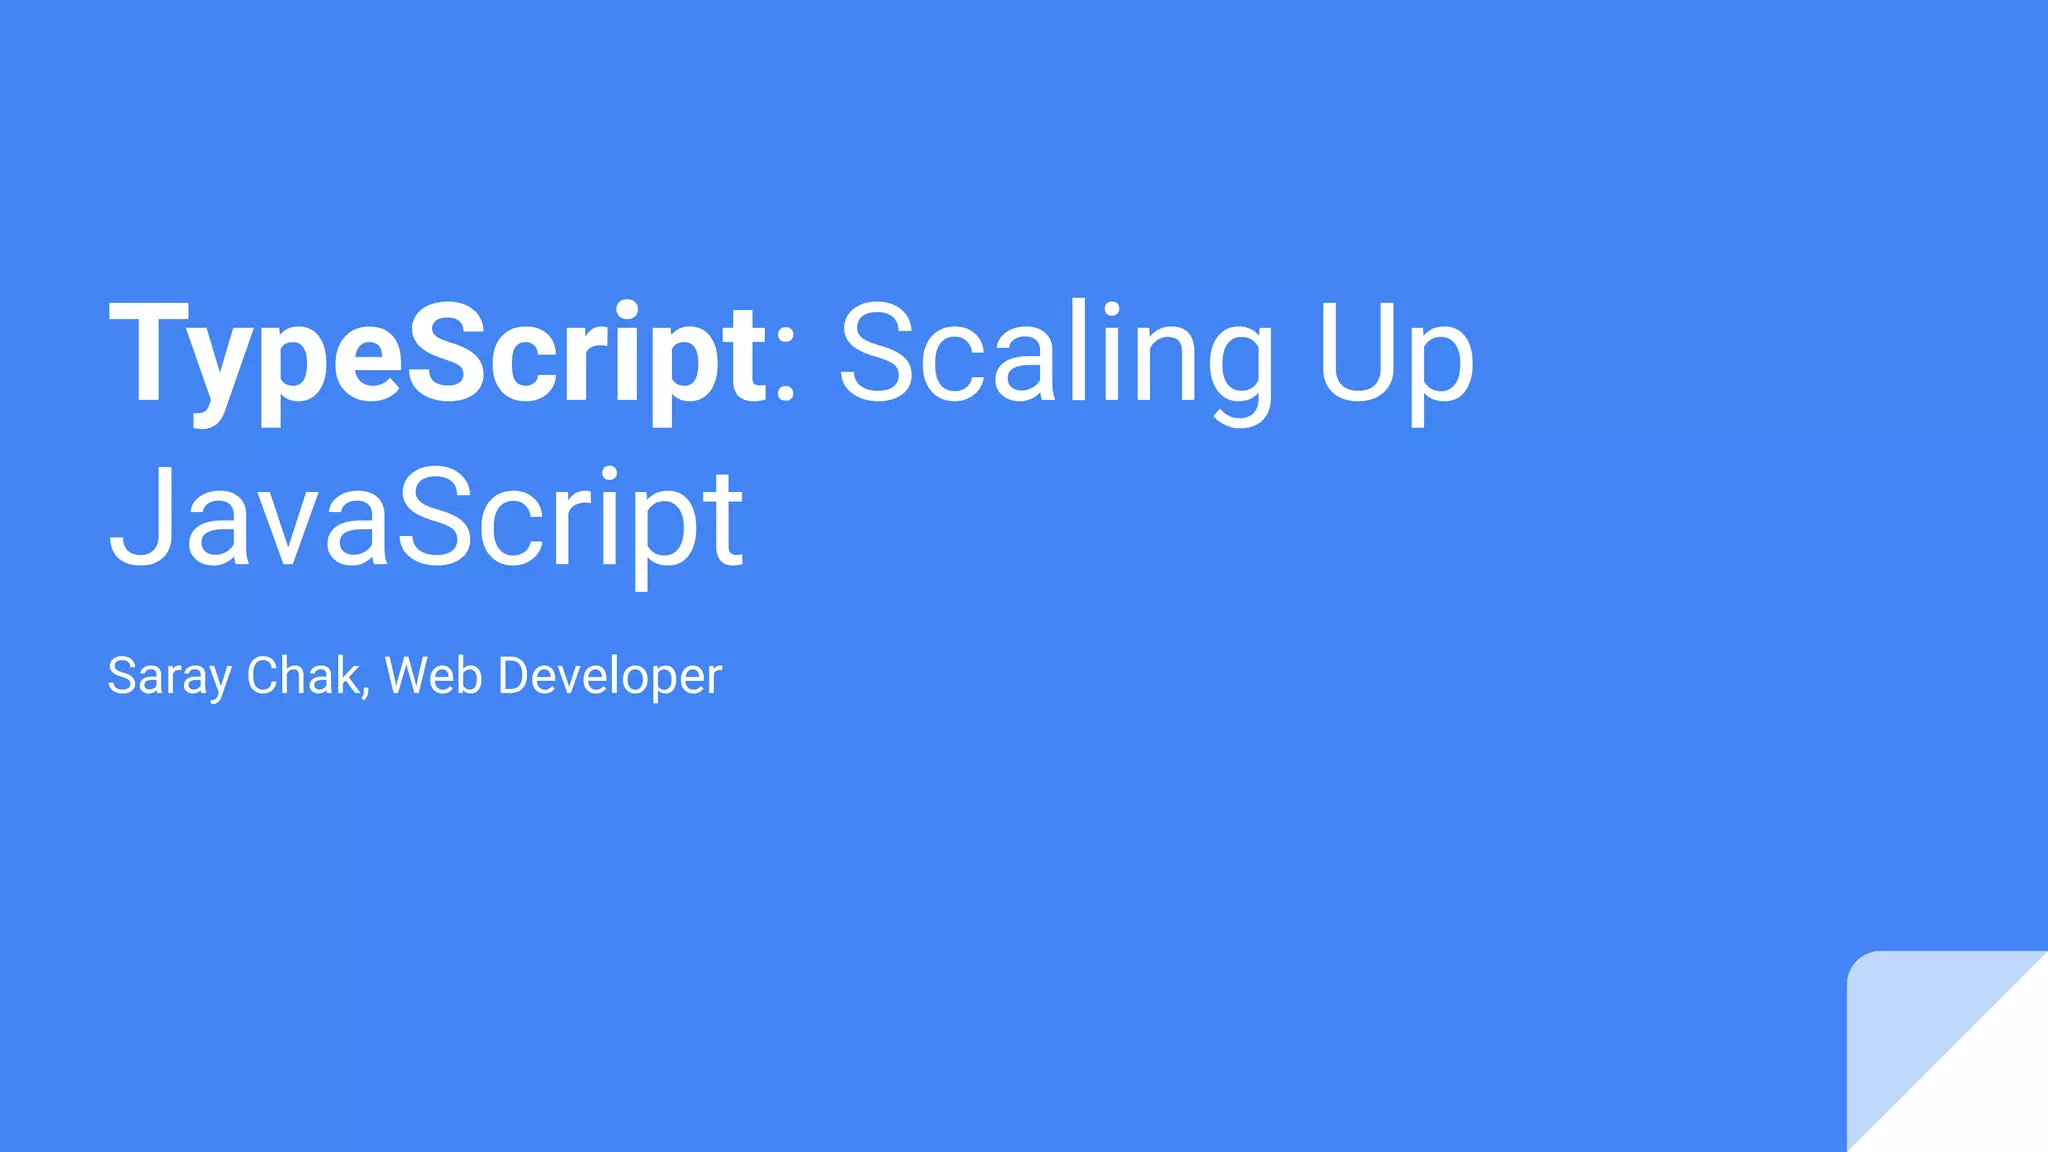 TypeScript: Scaling Up
JavaScript
Saray Chak, Web Developer